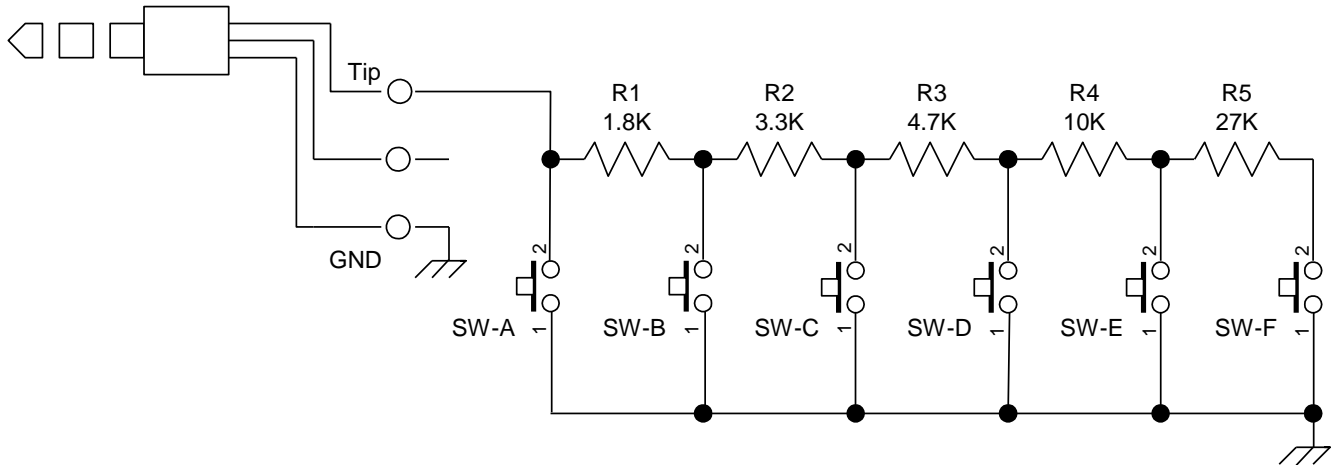 Tip
GND
R1
1.8K
R2
3.3K
R3
4.7K
R4
10K
R5
27K
2
SW-A
1
2
SW-B
1
2
SW-C
1
2
SW-D
1
2
SW-E
1
2
SW-F
1